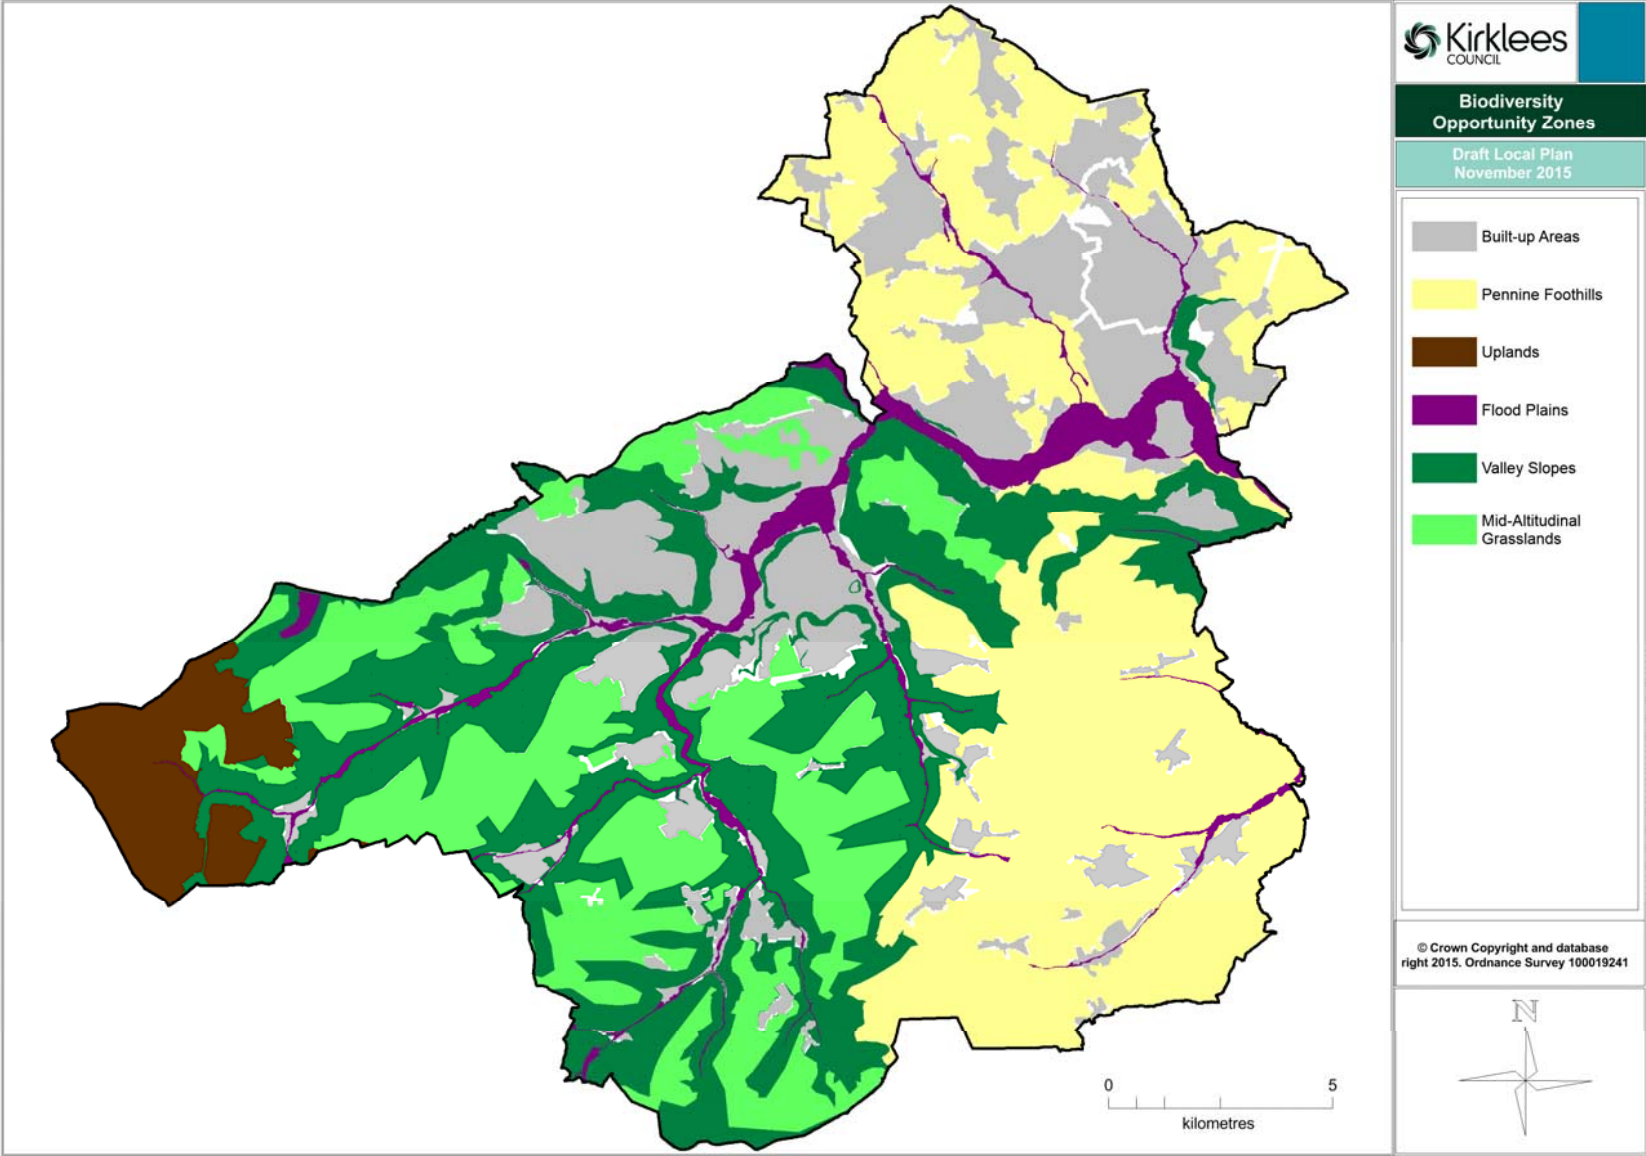 Kirklees
COUNCIL
Biodiversity
Opportunity Zones
Draft Local Plan
November 2015
Built-up Areas
Pennine Foothills
Uplands
Flood Plains
Valley Slopes
Mid-Altitudinal
Grasslands
© Crown Copyright and database
right 2015. Ordnance Survey 100019241
N
0 5
kilometres